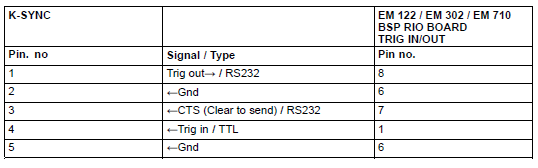 K-SYNC EM 122 / EM 302 / EM 710
BSP RIO BOARD
TRIG IN/OUT
Pin. no Signal / Type Pin no.
1 Trig out→ / RS232 8
2 ←Gnd 6
3 ←CTS (Clear to send) / RS232 7
4 ←Trig in / TTL 1
5 ←Gnd 6